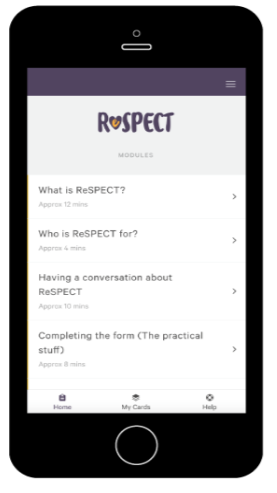 ReSPECT
MODULES
What is ReSPECT?
Approx 12 mins
Who is ReSPECT for?
Approx 4 mins
Having a conversation about
ReSPECT
Approx 10 mins
Completing the form (The practical
stuff)
Approx 8 mins
Home My Cards Help